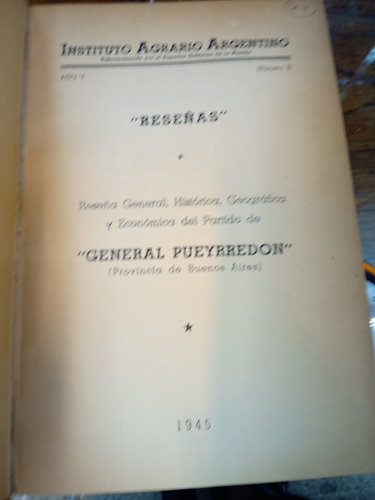 INSTITUTO AGRARIO ARGENTINO
AÑO V
"RESEÑAS"
Reseña General, Histórica, Geográfica
y Económica del Partido de
"GENERAL PUEYRREDON"
(Provincia de Buenos Aires)
1945